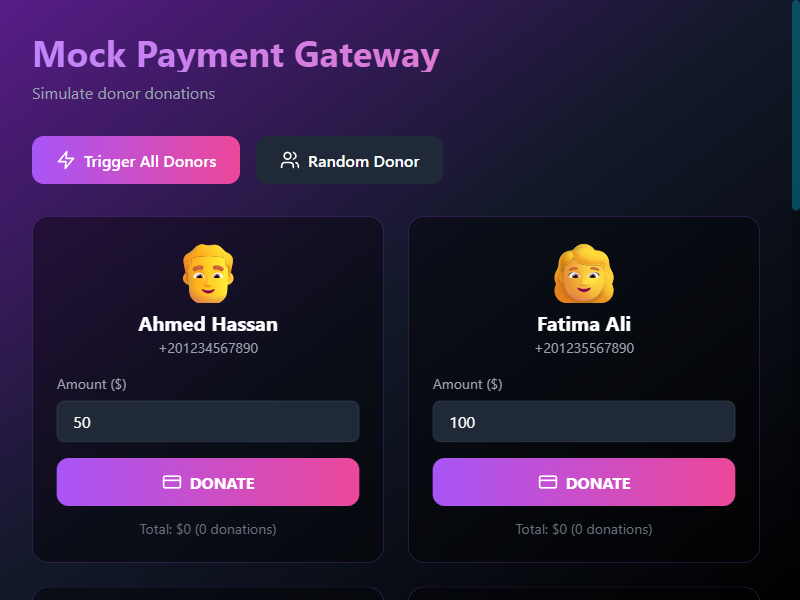 Mock Payment Gateway
Simulate donor donations
Trigger All Donors
Random Donor
Ahmed Hassan
+201234567890
Amount ($)
50
DONATE
Total: $0 (0 donations)
Fatima Ali
+201235567890
Amount ($)
100
DONATE
Total: $0 (0 donations)